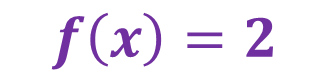 f(x) = 2